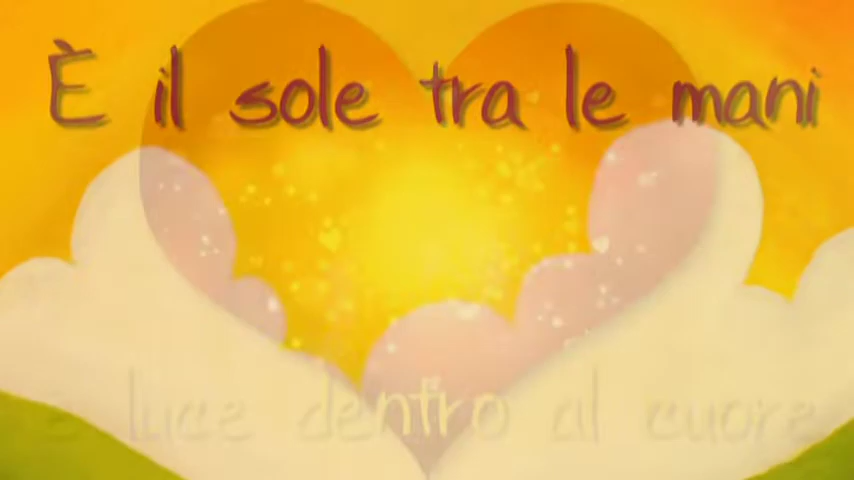 È il sole tra le mani
è luce dentro al cuore